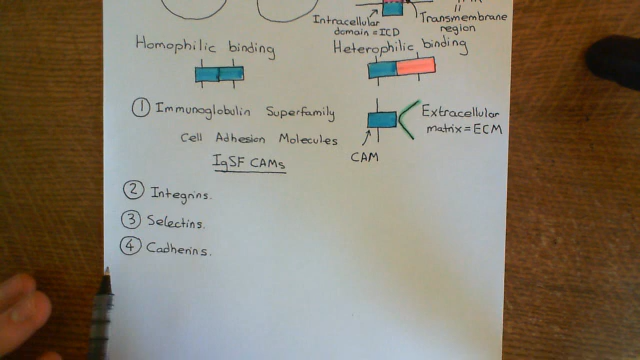 Intracellular
domain = ICD
Transmembrane
region
Homophilic binding
Heterophilic binding
① Immunoglobulin Superfamily
Cell Adhesion Molecules
IgSF CAMs
Extracellular
matrix = ECM
CAM
② Integrins.
③ Selectins.
④ Cadherins.